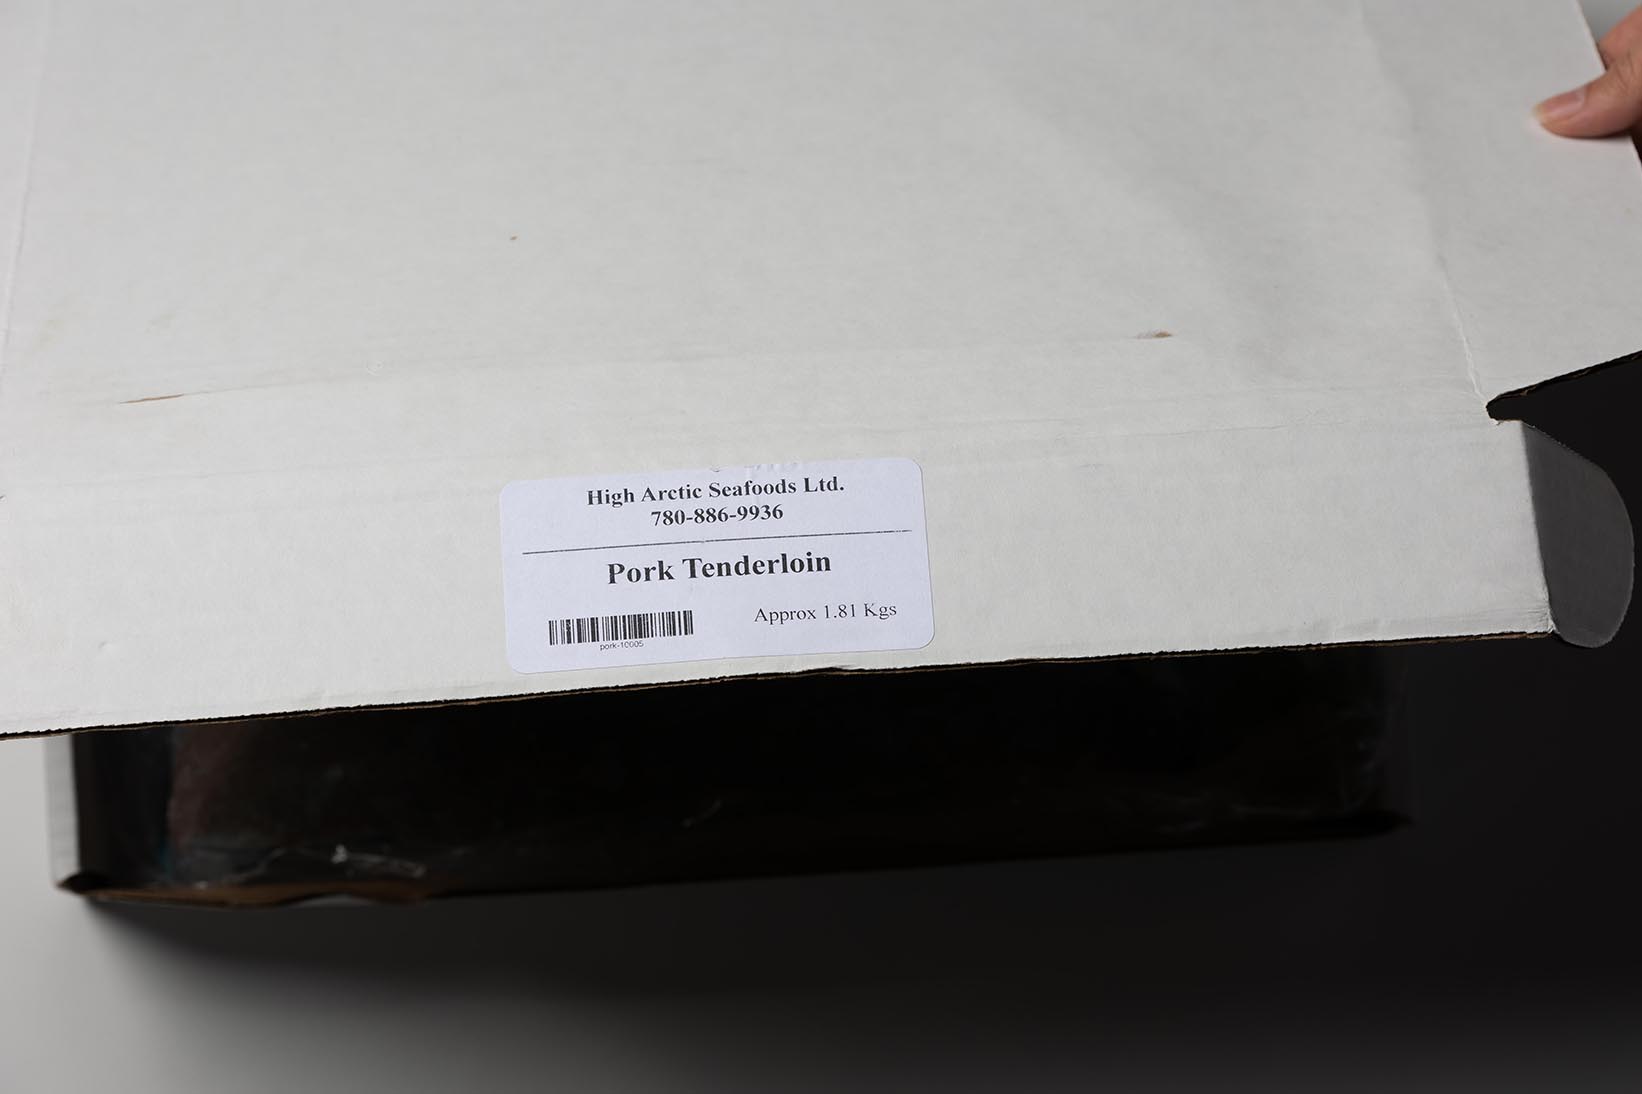 High Arctic Seafoods Ltd.
780-886-9936
Pork Tenderloin
Approx 1.81 Kgs
pork-10005